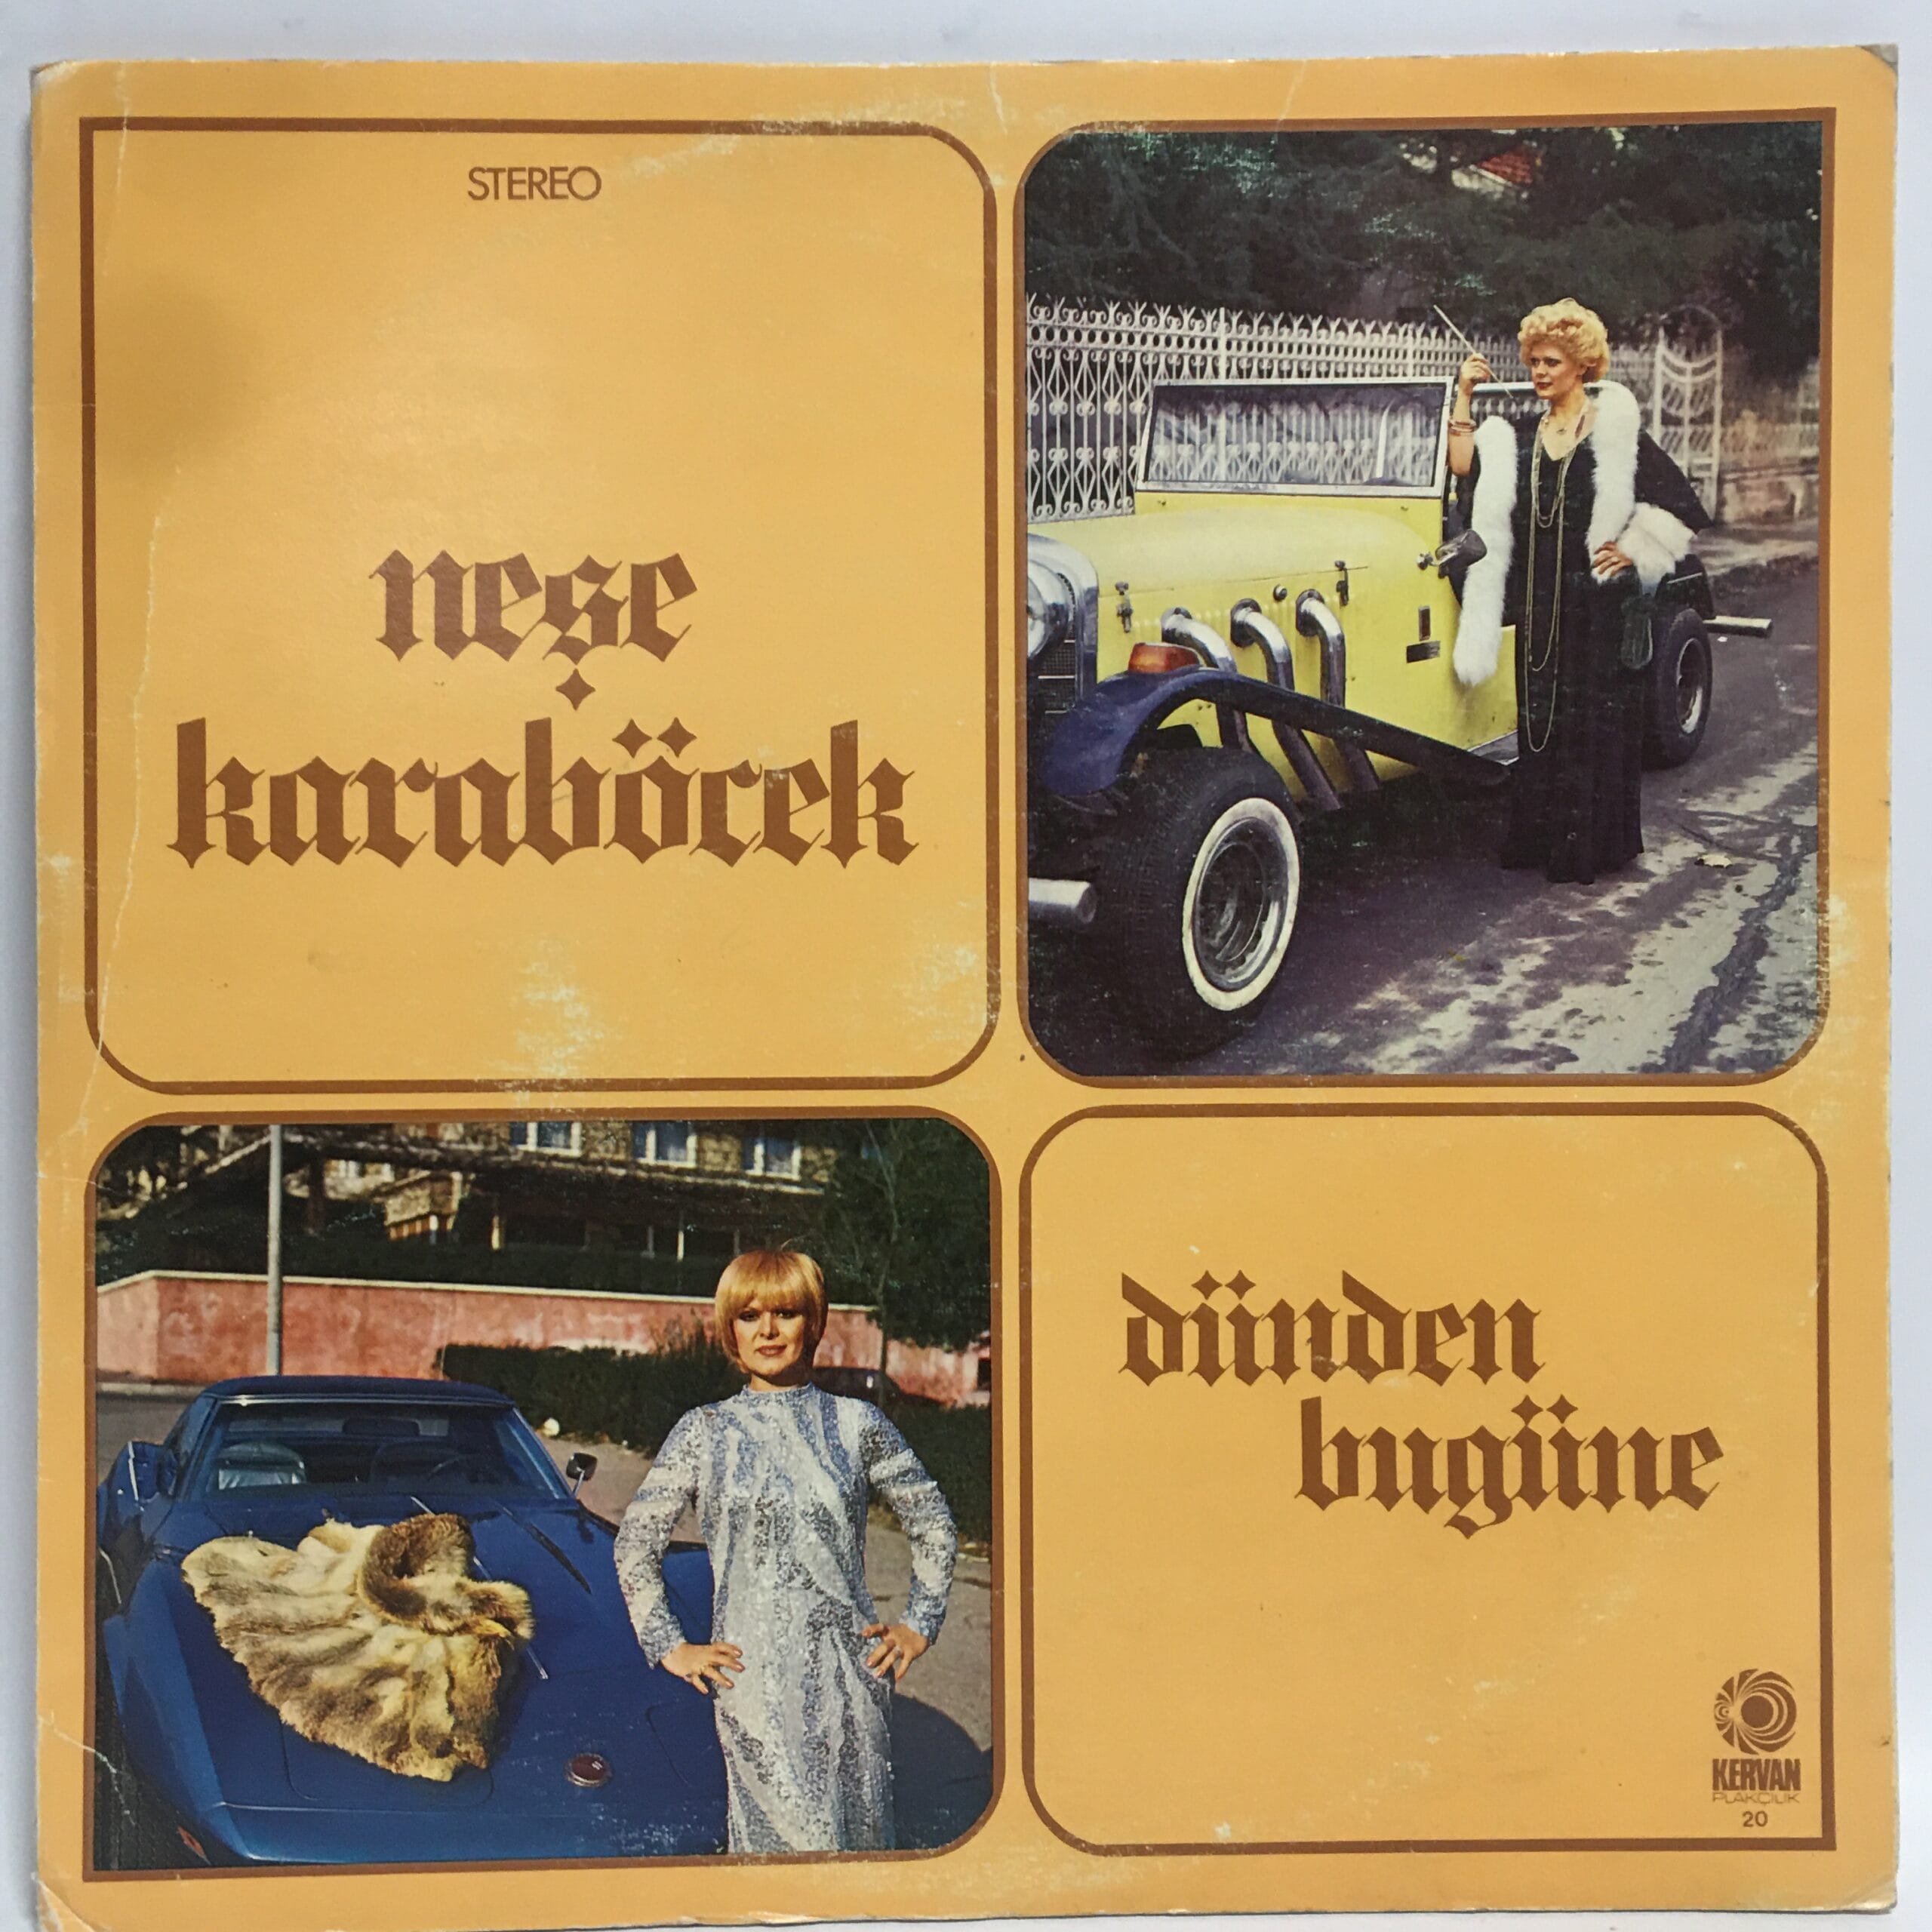 STEREO
neşe
karaböcek
dünden
bugüne
KERVAN
PLAKÇILIK
20